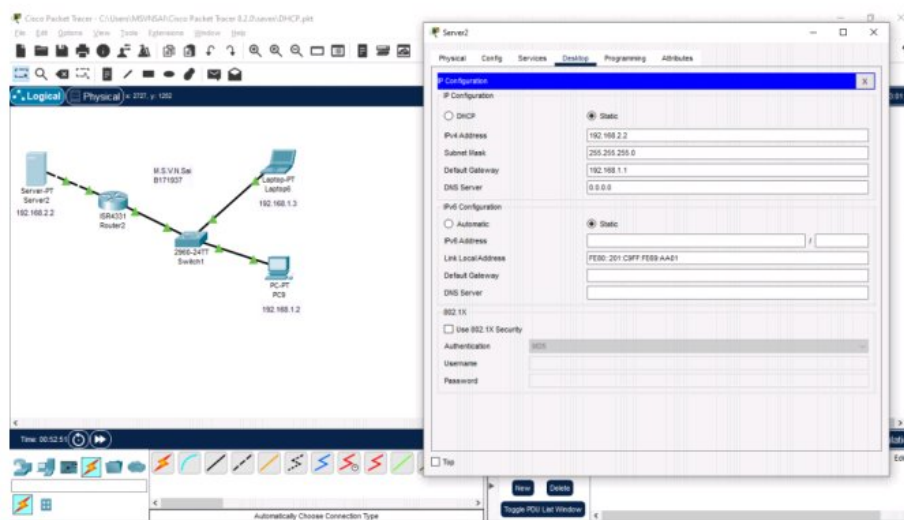 Cisco Packet Tracer - C:\Users\MSVNSAI\Cisco Packet Tracer 8.2.0\saves\DHCP.pkt
File Edit Options View Tools Extensions Window Help
Logical Physical x: 2727, y: 1202
M.S.V.N.Sai
B171937
Server-PT
Server2
192.168.2.2
ISR4331
Router2
Laptop-PT
Laptop6
192.168.1.3
2960-24TT
Switch1
PC-PT
PC9
192.168.1.2
Time: 00:52:51
Automatically Choose Connection Type
New Delete
Toggle PDU List Window
Server2
Physical Config Services Desktop Programming Attributes
IP Configuration X
IP Configuration
DHCP Static
IPv4 Address 192.168.2.2
Subnet Mask 255.255.255.0
Default Gateway 192.168.1.1
DNS Server 0.0.0.0
IPv6 Configuration
Automatic Static
IPv6 Address /
Link Local Address FE80::201:C9FF:FE89:AA01
Default Gateway
DNS Server
802.1X
Use 802.1X Security
Authentication MD5
Username
Password
Top